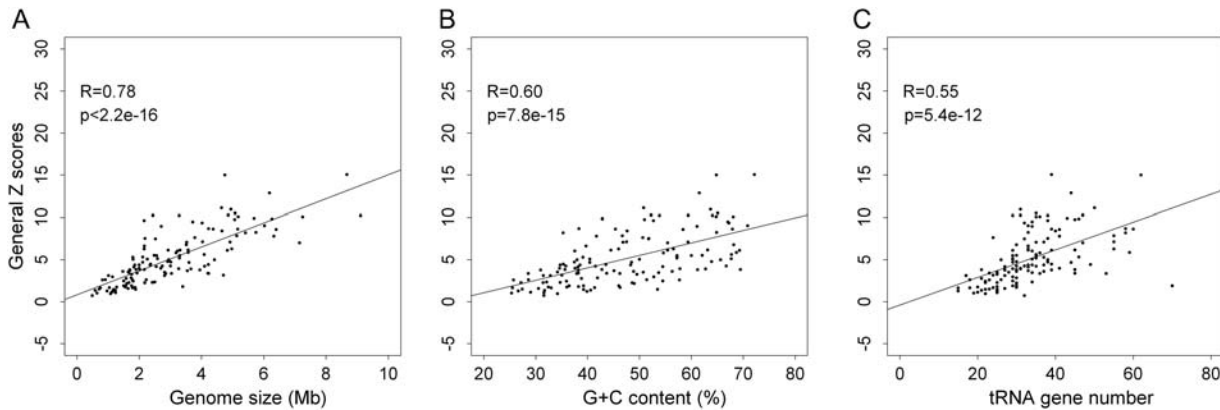 A
B
C
General Z scores
30
25
20
15
10
5
0
-5
R=0.78
p<2.2e-16
0 2 4 6 8 10
Genome size (Mb)
30
25
20
15
10
5
0
-5
R=0.60
p=7.8e-15
20 30 40 50 60 70 80
G+C content (%)
30
25
20
15
10
5
0
-5
R=0.55
p=5.4e-12
0 20 40 60 80
tRNA gene number